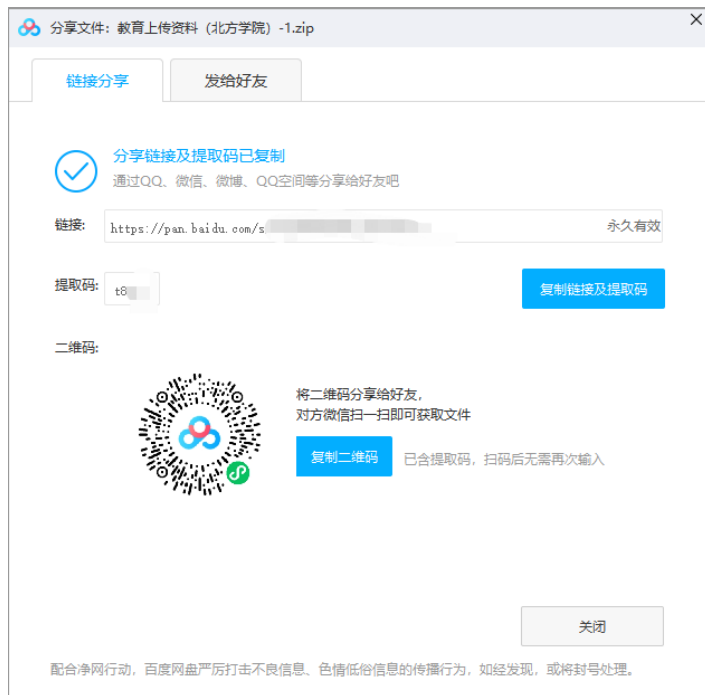 分享文件：教育上传资料（北方学院）-1.zip
链接分享
发给好友
分享链接及提取码已复制
通过QQ、微信、微博、QQ空间等分享给好友吧
链接:
https://pan.baidu.com/s
永久有效
提取码:
t8
复制链接及提取码
二维码:
将二维码分享给好友，
对方微信扫一扫即可获取文件
复制二维码
已含提取码，扫码后无需再次输入
关闭
配合净网行动，百度网盘严厉打击不良信息、色情低俗信息的传播行为，如经发现，或将封号处理。